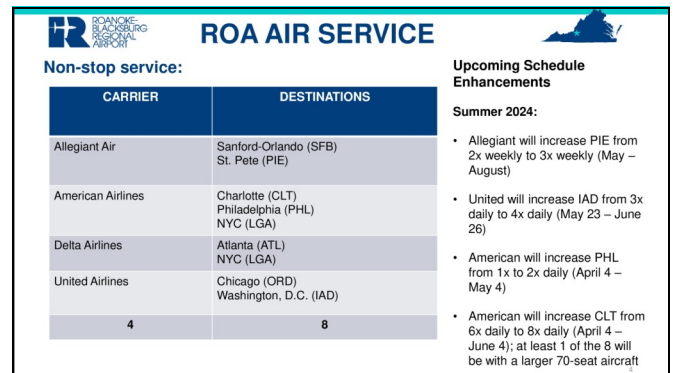 ROANOKE-
BLACKSBURG
REGIONAL
AIRPORT
ROA AIR SERVICE
Non-stop service:
CARRIER DESTINATIONS
Allegiant Air Sanford-Orlando (SFB)
St. Pete (PIE)
American Airlines Charlotte (CLT)
Philadelphia (PHL)
NYC (LGA)
Delta Airlines Atlanta (ATL)
NYC (LGA)
United Airlines Chicago (ORD)
Washington, D.C. (IAD)
4 8
Upcoming Schedule
Enhancements
Summer 2024:
• Allegiant will increase PIE from
2x weekly to 3x weekly (May –
August)
• United will increase IAD from 3x
daily to 4x daily (May 23 – June
26)
• American will increase PHL
from 1x to 2x daily (April 4 –
May 4)
• American will increase CLT from
6x daily to 8x daily (April 4 –
June 4); at least 1 of the 8 will
be with a larger 70-seat aircraft
4